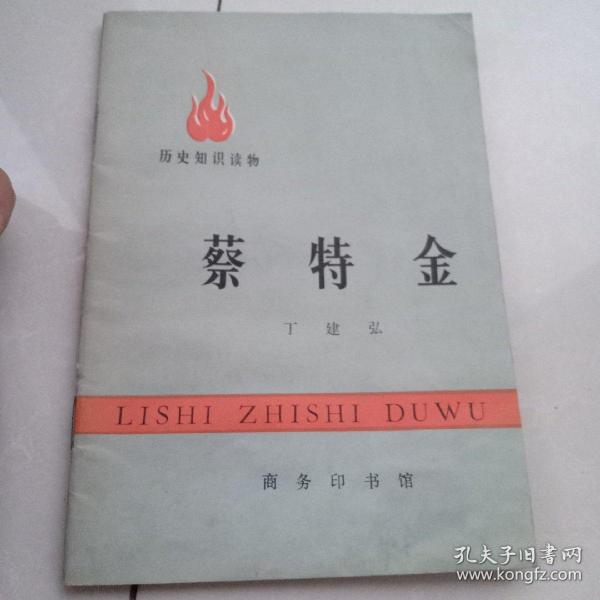 历史知识读物
蔡特金
丁建弘
LISHI ZHISHI DUWU
商务印书馆
孔夫子旧书网
www.kongfz.com